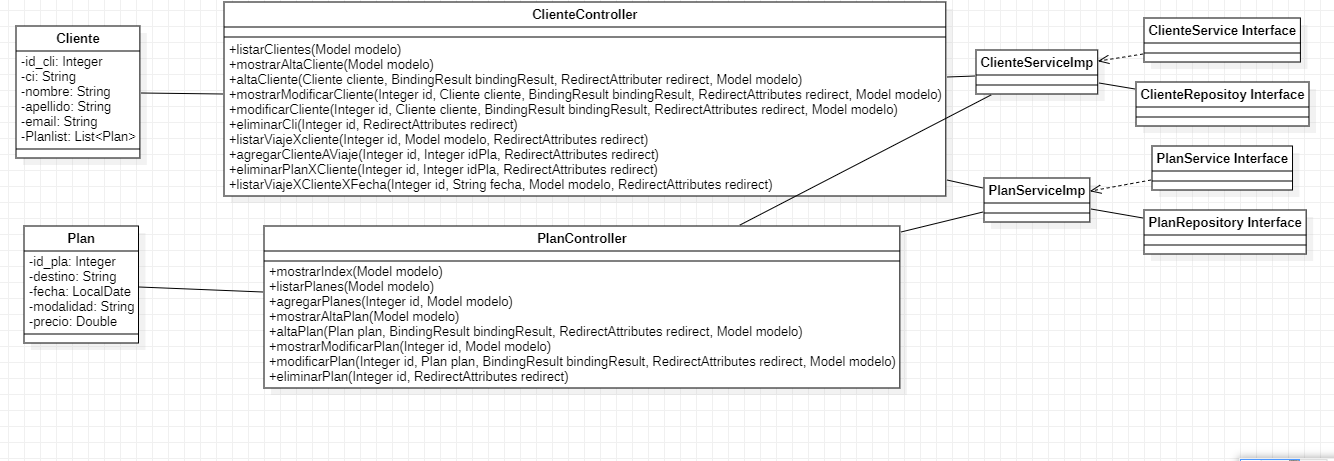 Cliente
-id_cli: Integer
-ci: String
-nombre: String
-apellido: String
-email: String
-Planlist: List<Plan>
ClienteController
+listarClientes(Model modelo)
+mostrarAltaCliente(Model modelo)
+altaCliente(Cliente cliente, BindingResult bindingResult, RedirectAttributer redirect, Model modelo)
+mostrarModificarCliente(Integer id, Cliente cliente, BindingResult bindingResult, RedirectAttributes redirect, Model modelo)
+modificarCliente(Integer id, Cliente cliente, BindingResult bindingResult, RedirectAttributes redirect, Model modelo)
+eliminarCli(Integer id, RedirectAttributes redirect)
+listarViajeXcliente(Integer id, Model modelo, RedirectAttributes redirect)
+agregarClienteAViaje(Integer id, Integer idPla, RedirectAttributes redirect)
+eliminarPlanXCliente(Integer id, Integer idPla, RedirectAttributes redirect)
+listarViajeXClienteXFecha(Integer id, String fecha, Model modelo, RedirectAttributes redirect)
ClienteServiceImp
ClienteService Interface
ClienteRepositoy Interface
PlanService Interface
PlanServiceImp
PlanRepository Interface
Plan
-id_pla: Integer
-destino: String
-fecha: LocalDate
-modalidad: String
-precio: Double
PlanController
+mostrarIndex(Model modelo)
+listarPlanes(Model modelo)
+agregarPlanes(Integer id, Model modelo)
+mostrarAltaPlan(Model modelo)
+altaPlan(Plan plan, BindingResult bindingResult, RedirectAttributes redirect, Model modelo)
+mostrarModificarPlan(Integer id, Model modelo)
+modificarPlan(Integer id, Plan plan, BindingResult bindingResult, RedirectAttributes redirect, Model modelo)
+eliminarPlan(Integer id, RedirectAttributes redirect)